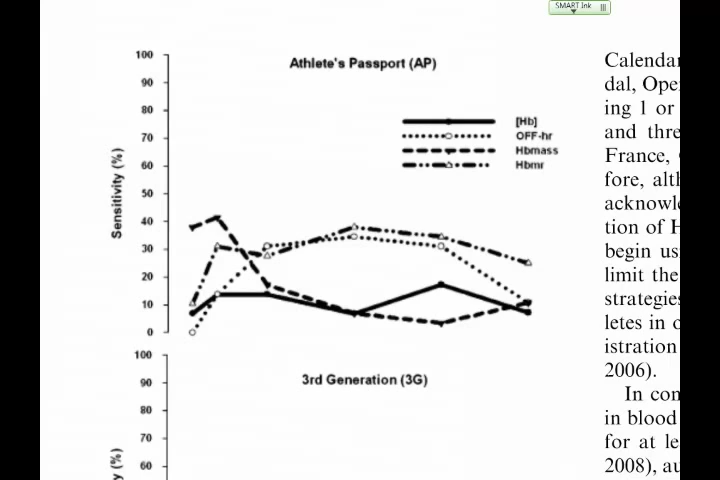 SMART Ink
Athlete's Passport (AP)
100
90
80
70
60
50
40
30
20
10
0
Sensitivity (%)
[Hb]
OFF-hr
Hbmass
Hbmr
3rd Generation (3G)
100
90
80
70
60
y (%)
Calendar
dal, Ope
ing 1 or
and thre
France,
fore, alt
acknowl
tion of H
begin us
limit the
strategies
letes in
istration
2006).
In con
in blood
for at le
2008), au